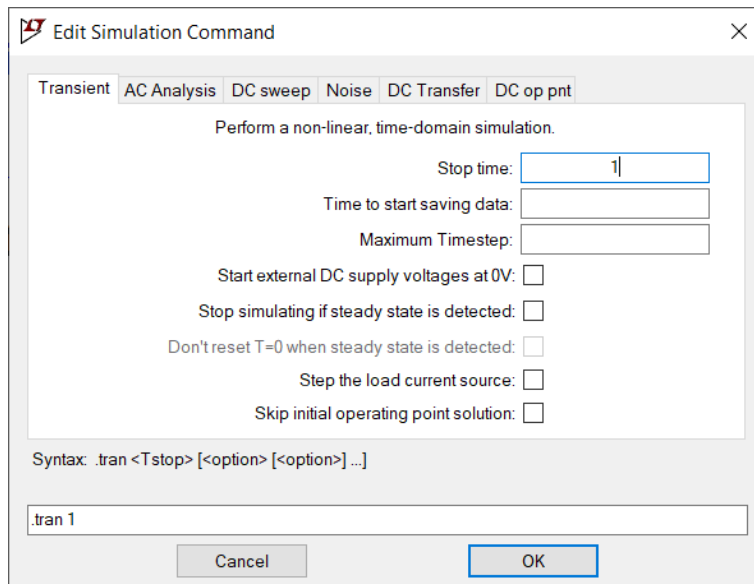 Edit Simulation Command
Transient AC Analysis DC sweep Noise DC Transfer DC op pnt
Perform a non-linear, time-domain simulation.
Stop time: 1
Time to start saving data:
Maximum Timestep:
Start external DC supply voltages at 0V:
Stop simulating if steady state is detected:
Don't reset T=0 when steady state is detected:
Step the load current source:
Skip initial operating point solution:
Syntax: .tran <Tstop> [<option> [<option>] ...]
.tran 1
Cancel OK